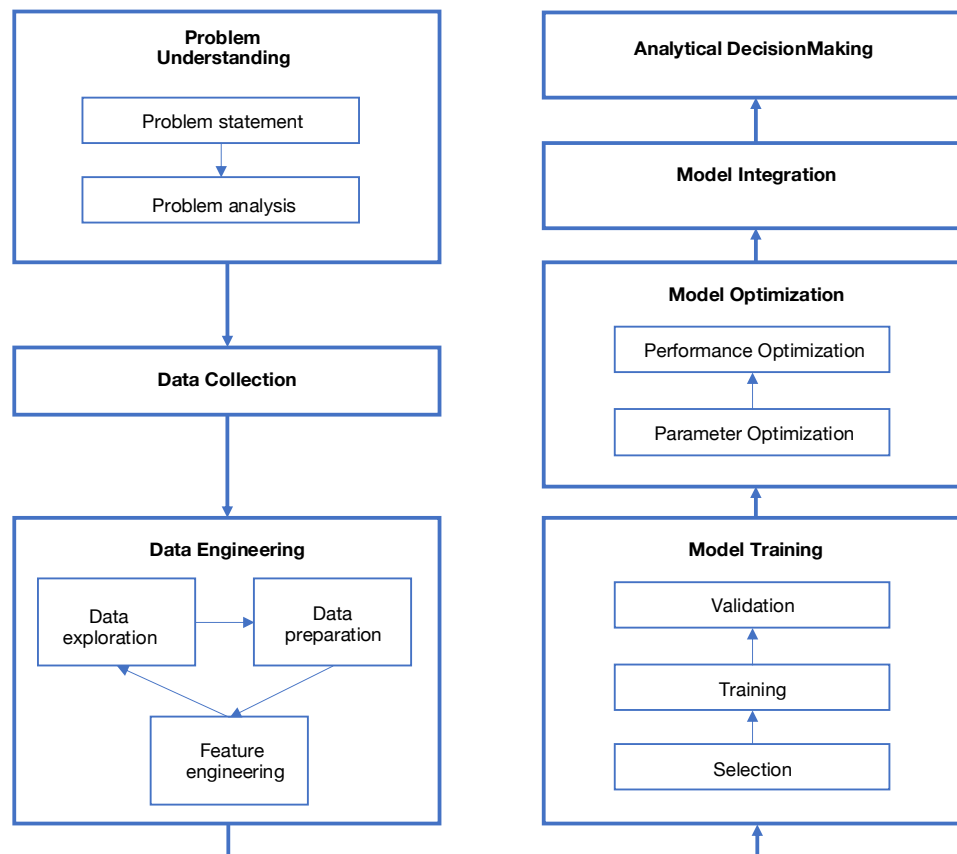 Problem
Understanding
Problem statement
Problem analysis
Data Collection
Data Engineering
Data
exploration
Data
preparation
Feature
engineering
Analytical DecisionMaking
Model Integration
Model Optimization
Performance Optimization
Parameter Optimization
Model Training
Validation
Training
Selection